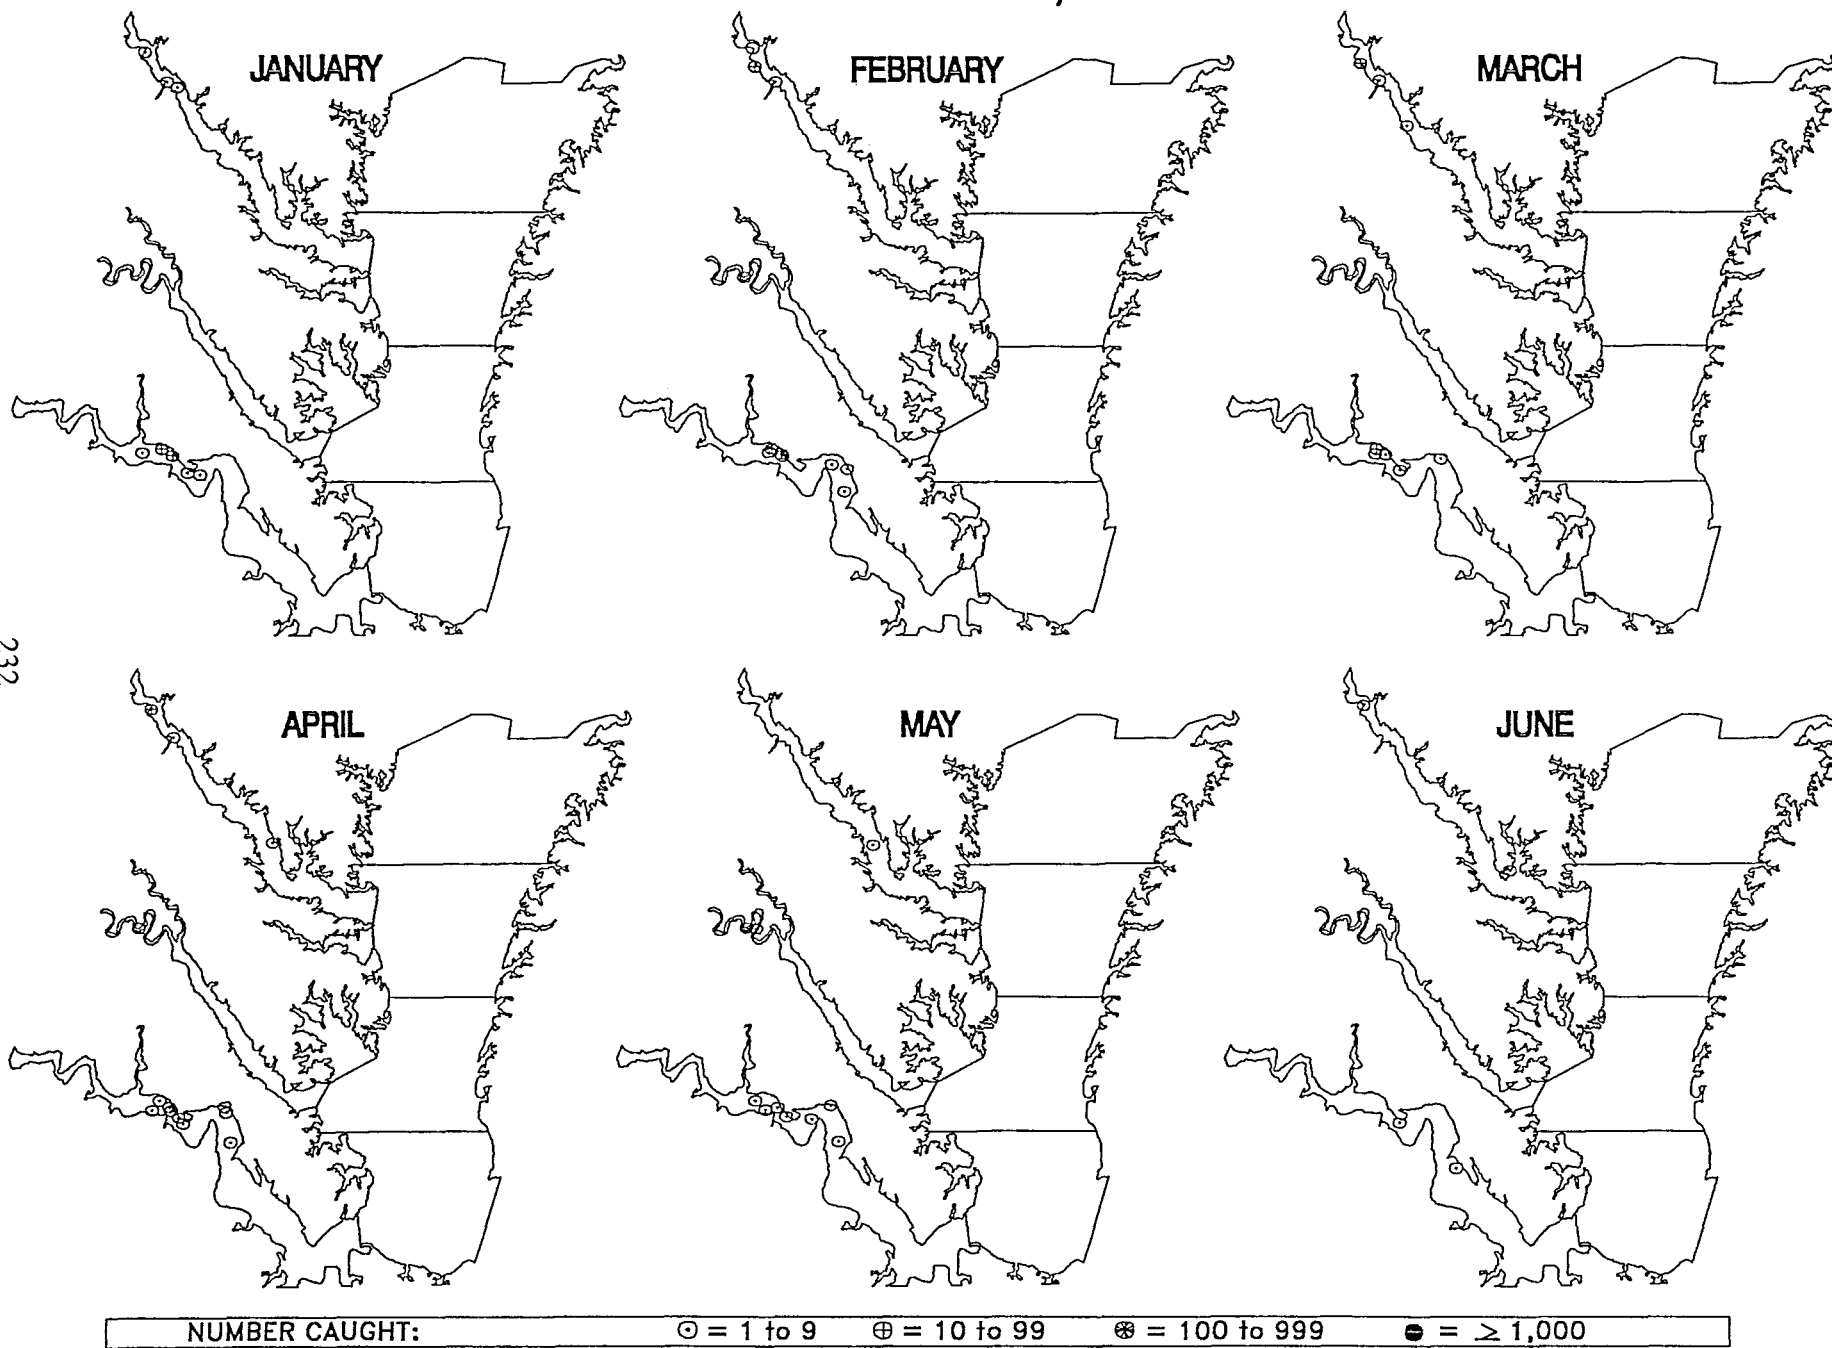 JANUARY
FEBRUARY
MARCH
232
APRIL
MAY
JUNE
NUMBER CAUGHT: ⊙ = 1 to 9 ⊕ = 10 to 99 ⊛ = 100 to 999 ● = ≥ 1,000